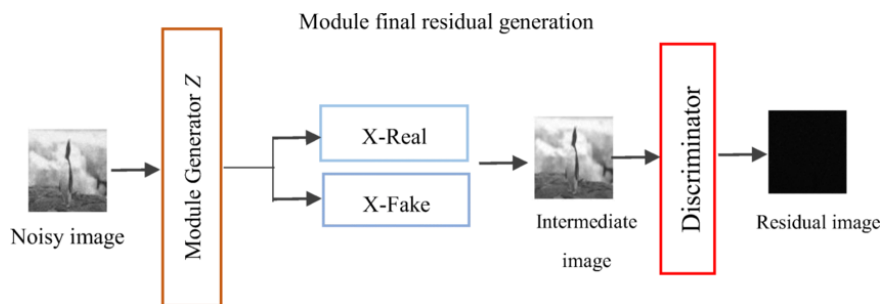 Module final residual generation
Noisy image
Module Generator Z
X-Real
X-Fake
Intermediate
image
Discriminator
Residual image